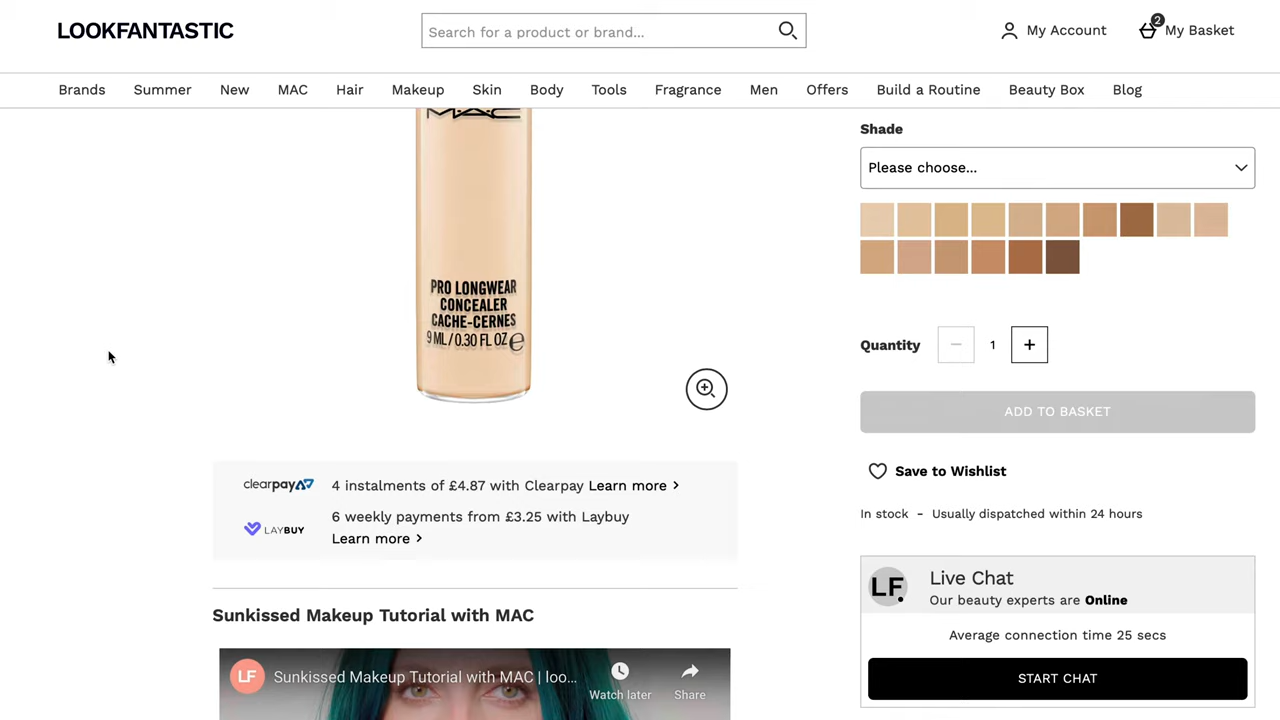 LOOKFANTASTIC
Search for a product or brand...
My Account
2
My Basket
Brands
Summer
New
MAC
Hair
Makeup
Skin
Body
Tools
Fragrance
Men
Offers
Build a Routine
Beauty Box
Blog
MAC
PRO LONGWEAR
CONCEALER
CACHE-CERNES
9 ML / 0.30 FL OZ ℮
clearpay
4 instalments of £4.87 with Clearpay Learn more >
LAYBUY
6 weekly payments from £3.25 with Laybuy
Learn more >
Sunkissed Makeup Tutorial with MAC
LF
Sunkissed Makeup Tutorial with MAC | loo...
Watch later
Share
Shade
Please choose...
Quantity
− 1 +
ADD TO BASKET
Save to Wishlist
In stock - Usually dispatched within 24 hours
LF
Live Chat
Our beauty experts are Online
Average connection time 25 secs
START CHAT